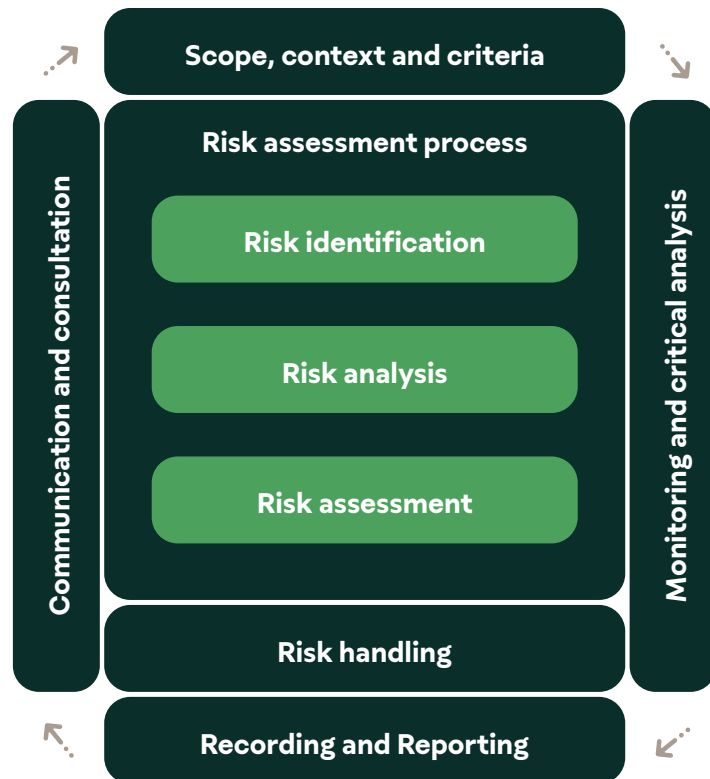 Scope, context and criteria
Communication and consultation
Risk assessment process
Risk identification
Risk analysis
Risk assessment
Monitoring and critical analysis
Risk handling
Recording and Reporting